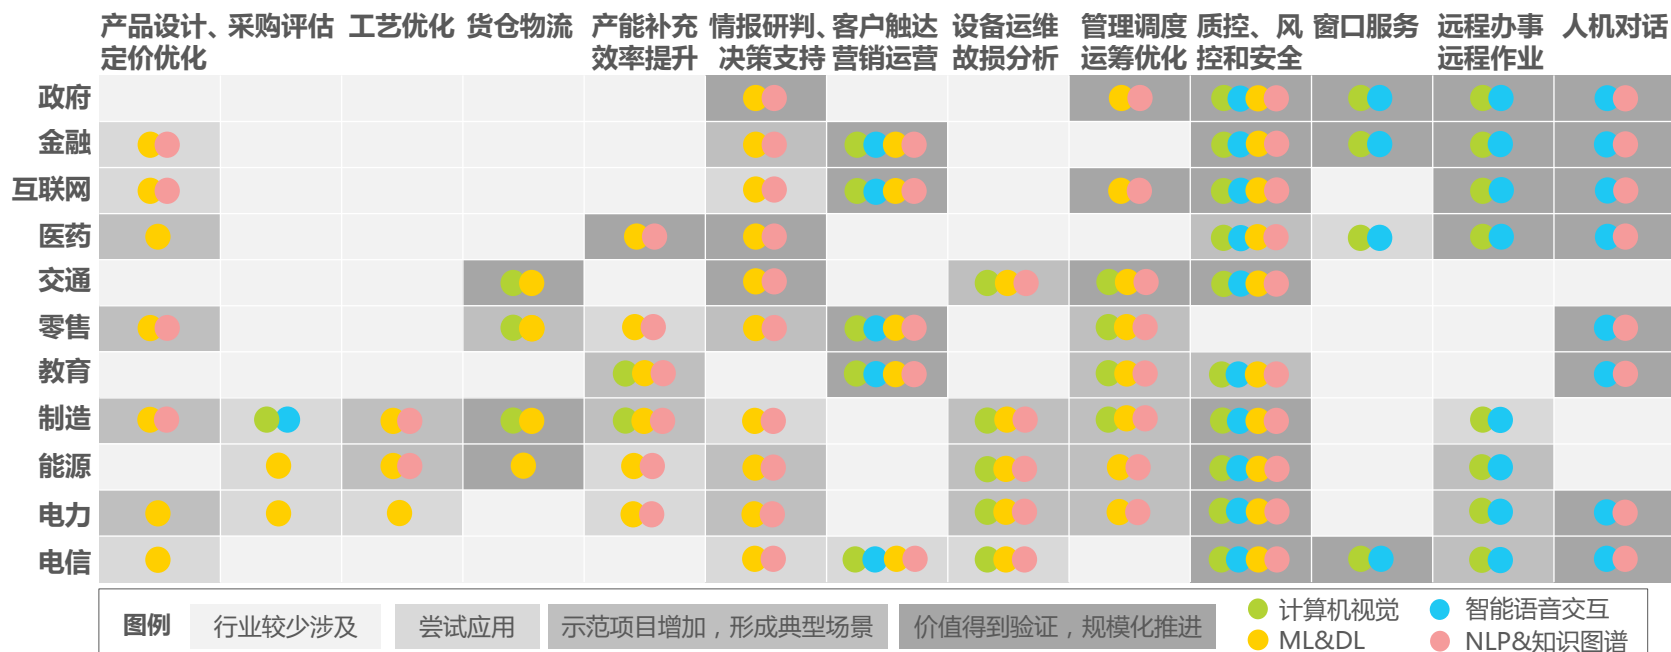 产品设计、 采购评估 工艺优化 货仓物流 产能补充 情报研判、 客户触达 设备运维 管理调度 质控、风 窗口服务 远程办事 人机对话
定价优化 效率提升 决策支持 营销运营 故损分析 运筹优化 控和安全 远程作业
政府
金融
互联网
医药
交通
零售
教育
制造
能源
电力
电信
图例 行业较少涉及 尝试应用 示范项目增加，形成典型场景 价值得到验证，规模化推进
计算机视觉 智能语音交互
ML&DL NLP&知识图谱